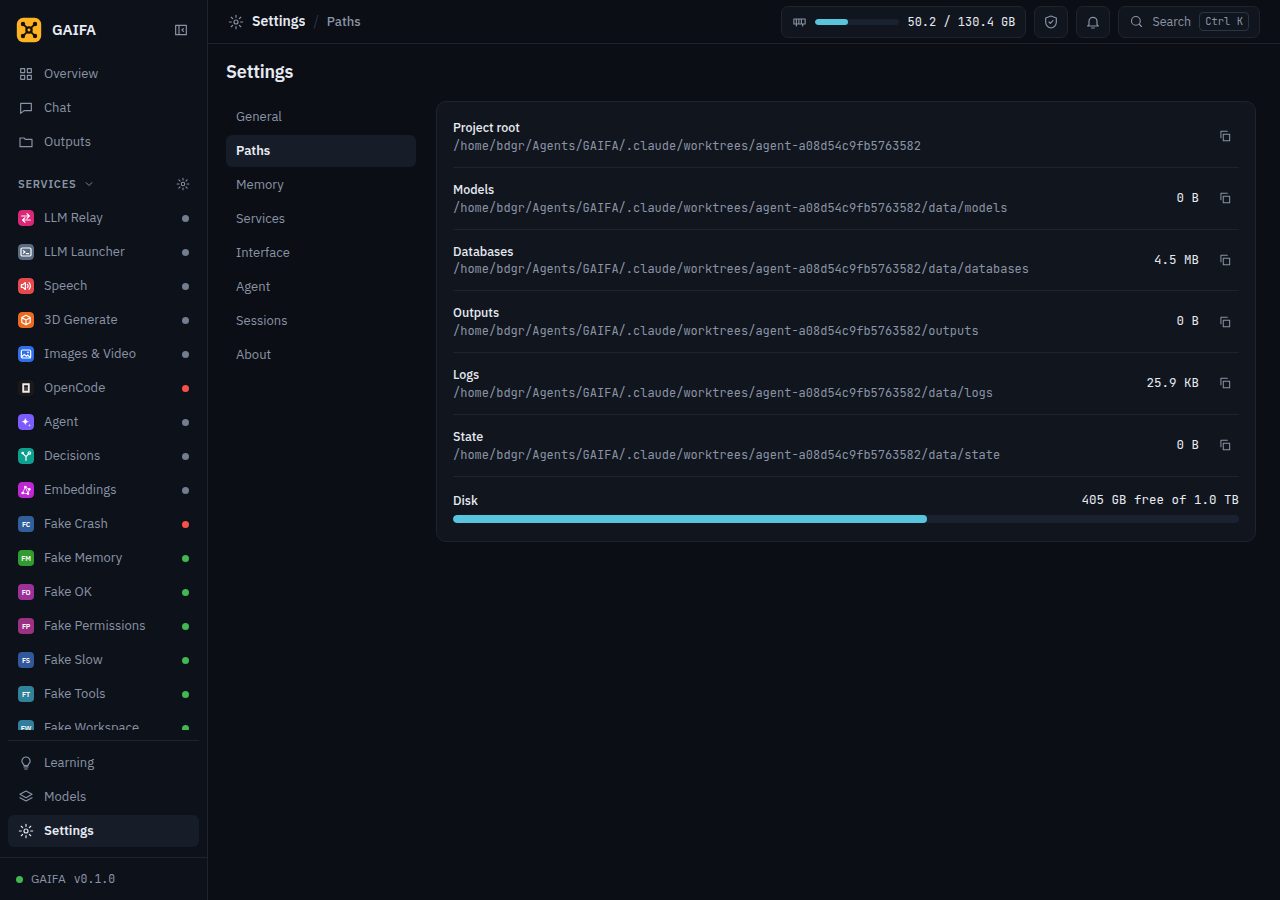 GAIFA
Settings / Paths
50.2 / 130.4 GB
Search Ctrl K
Overview
Chat
Outputs
SERVICES
LLM Relay
LLM Launcher
Speech
3D Generate
Images & Video
OpenCode
Agent
Decisions
Embeddings
FC Fake Crash
FM Fake Memory
FO Fake OK
FP Fake Permissions
FS Fake Slow
FT Fake Tools
FW Fake Workspace
Learning
Models
Settings
GAIFA v0.1.0
Settings
General
Paths
Memory
Services
Interface
Agent
Sessions
About
Project root
/home/bdgr/Agents/GAIFA/.claude/worktrees/agent-a08d54c9fb5763582
Models
/home/bdgr/Agents/GAIFA/.claude/worktrees/agent-a08d54c9fb5763582/data/models
0 B
Databases
/home/bdgr/Agents/GAIFA/.claude/worktrees/agent-a08d54c9fb5763582/data/databases
4.5 MB
Outputs
/home/bdgr/Agents/GAIFA/.claude/worktrees/agent-a08d54c9fb5763582/outputs
0 B
Logs
/home/bdgr/Agents/GAIFA/.claude/worktrees/agent-a08d54c9fb5763582/data/logs
25.9 KB
State
/home/bdgr/Agents/GAIFA/.claude/worktrees/agent-a08d54c9fb5763582/data/state
0 B
Disk
405 GB free of 1.0 TB